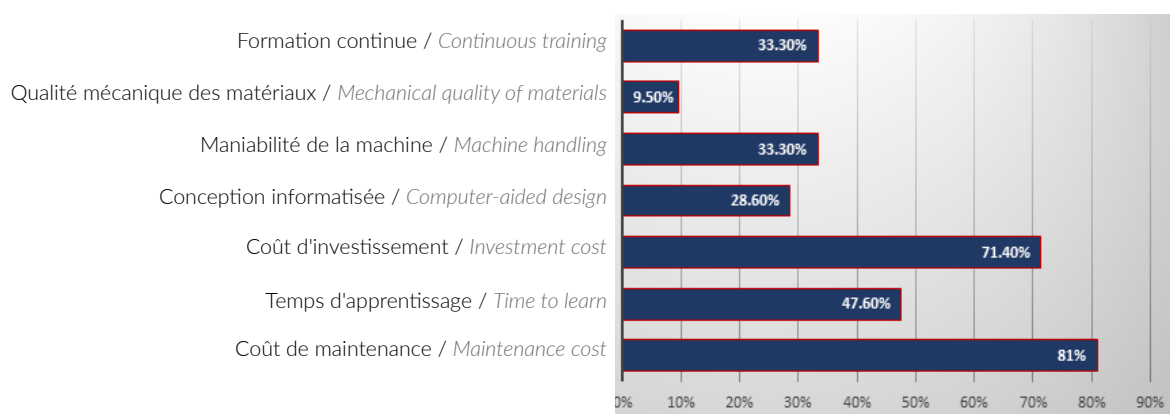 Formation continue / Continuous training
33.30%
Qualité mécanique des matériaux / Mechanical quality of materials
9.50%
Maniabilité de la machine / Machine handling
33.30%
Conception informatisée / Computer-aided design
28.60%
Coût d'investissement / Investment cost
71.40%
Temps d'apprentissage / Time to learn
47.60%
Coût de maintenance / Maintenance cost
81%
0% 10% 20% 30% 40% 50% 60% 70% 80% 90%